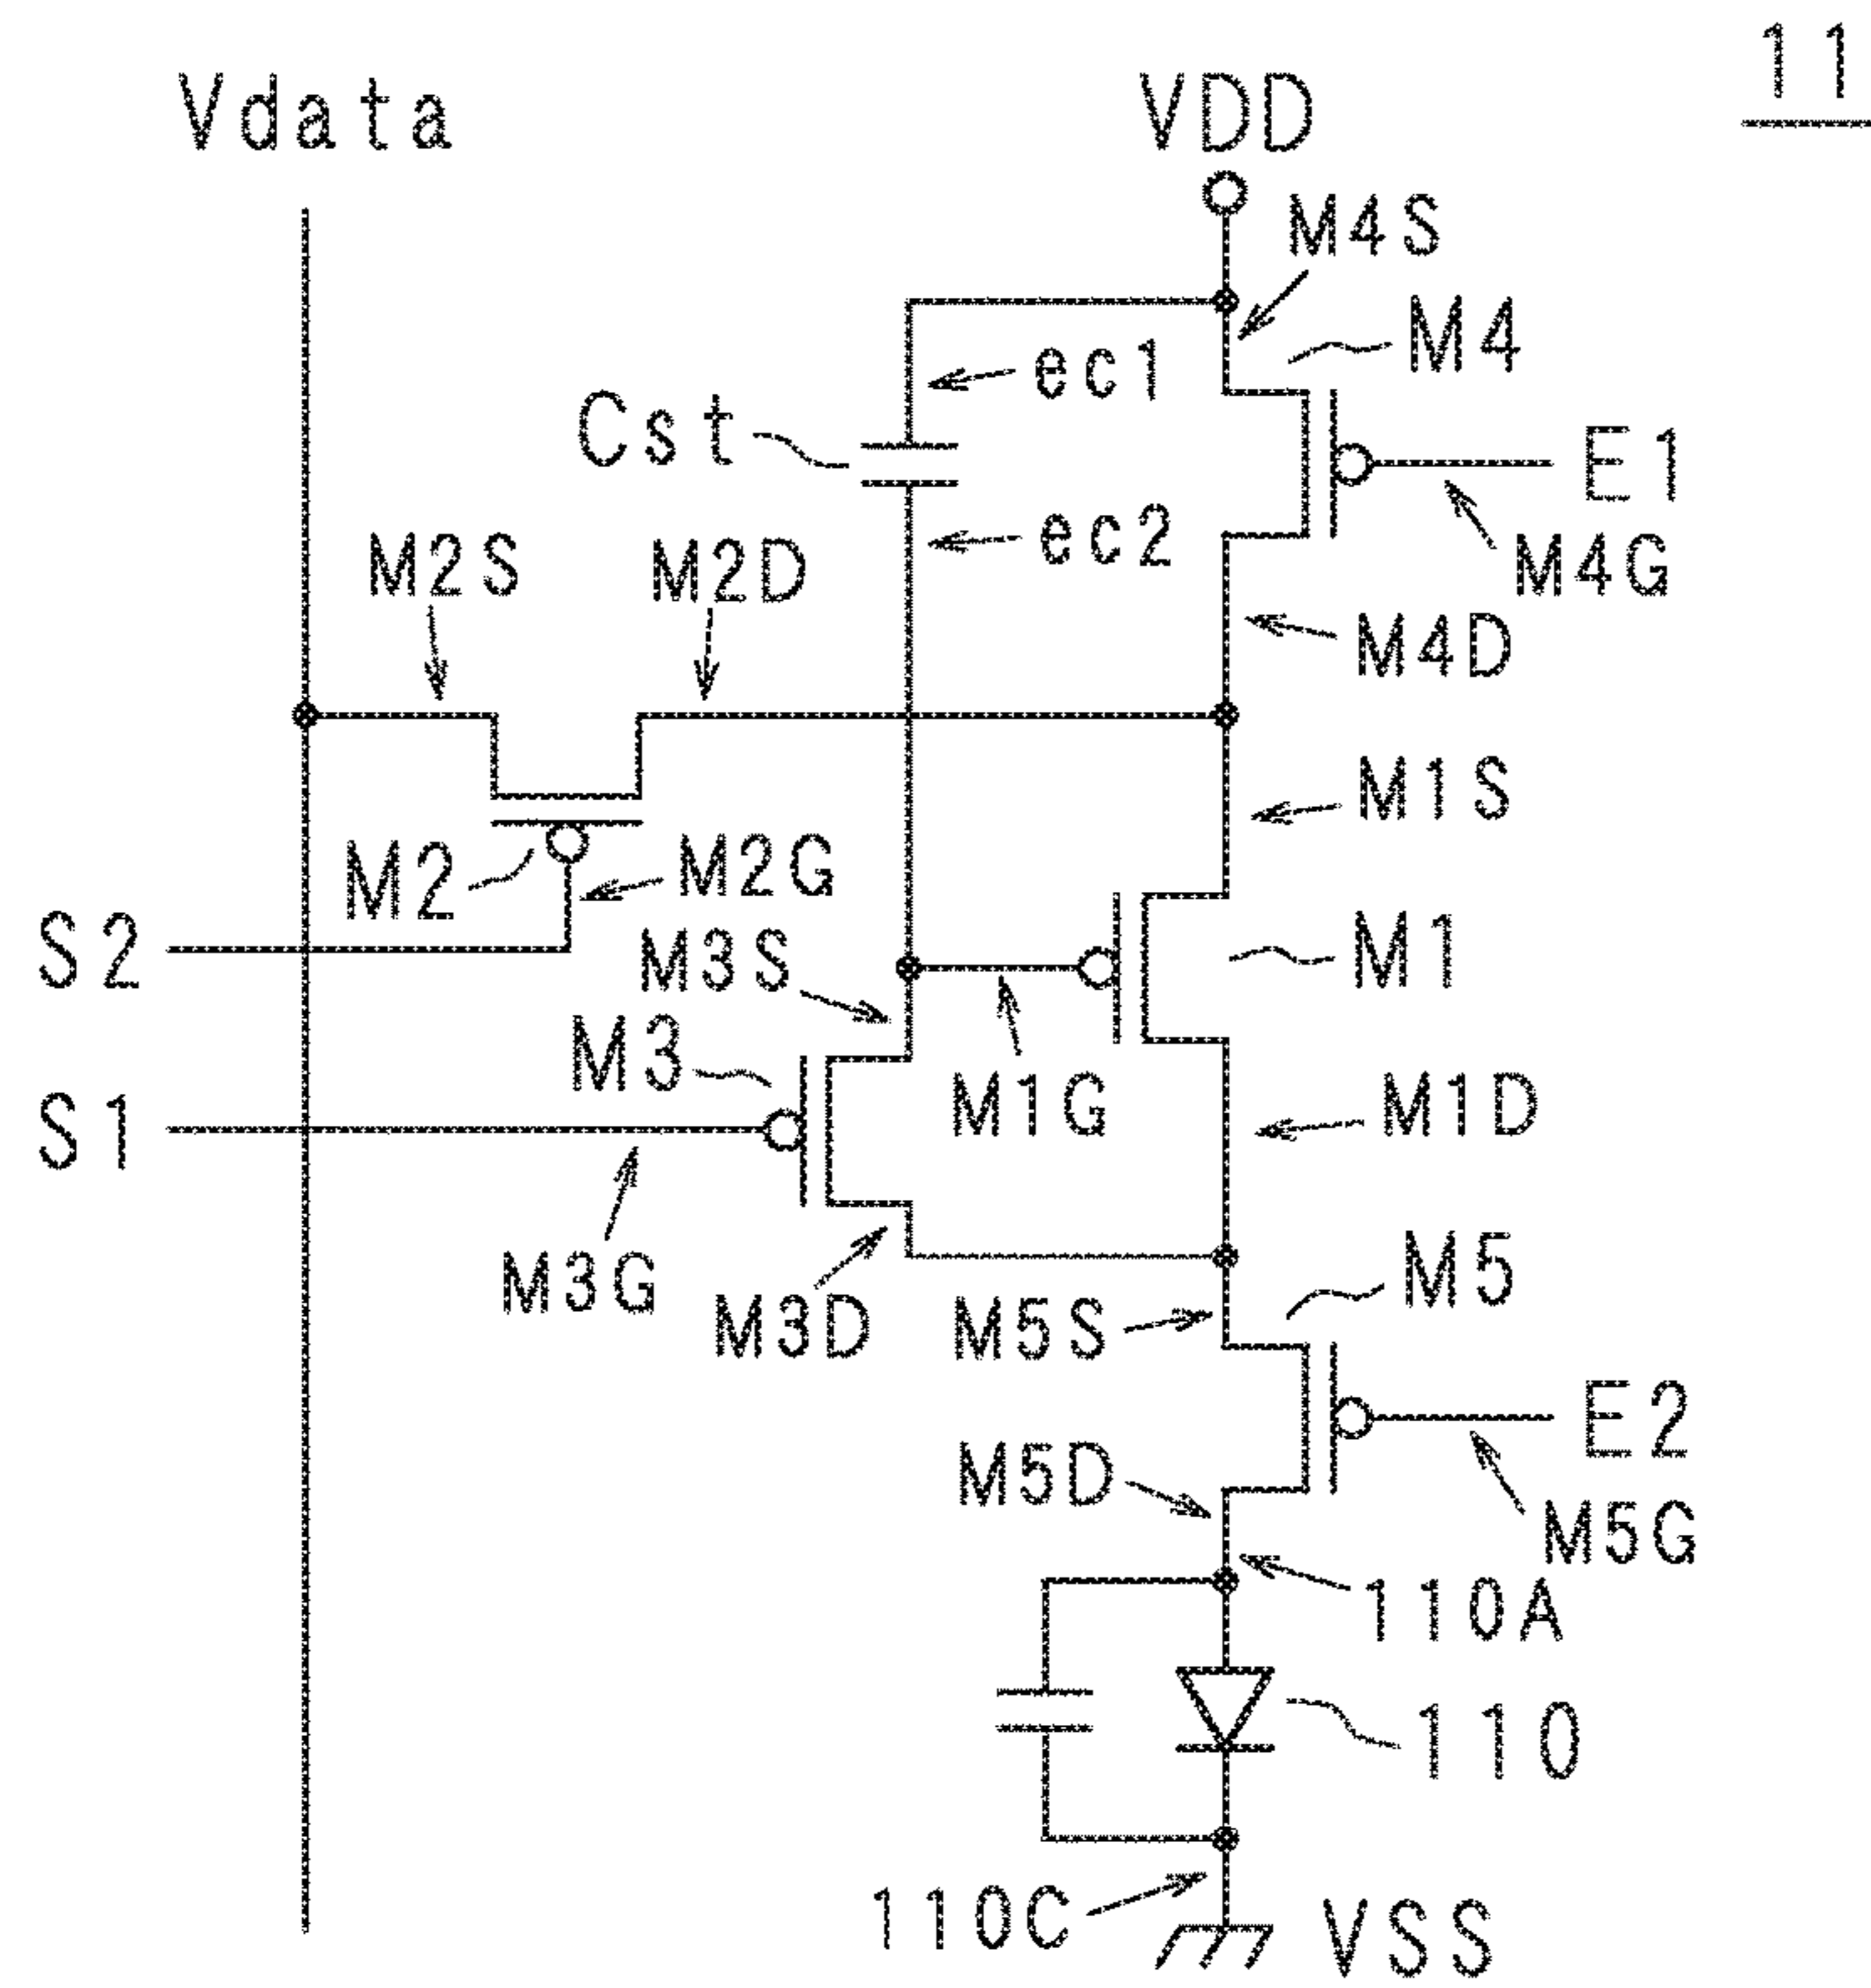 11
Vdata
VDD
M4S
M4
ec1
Cst
E1
ec2
M2S
M2D
M4G
M4D
M1S
M2
M2G
S2
M3S
M1
M3
M1G
M1D
S1
M3G
M3D
M5S
M5
E2
M5D
M5G
110A
110
110C
VSS